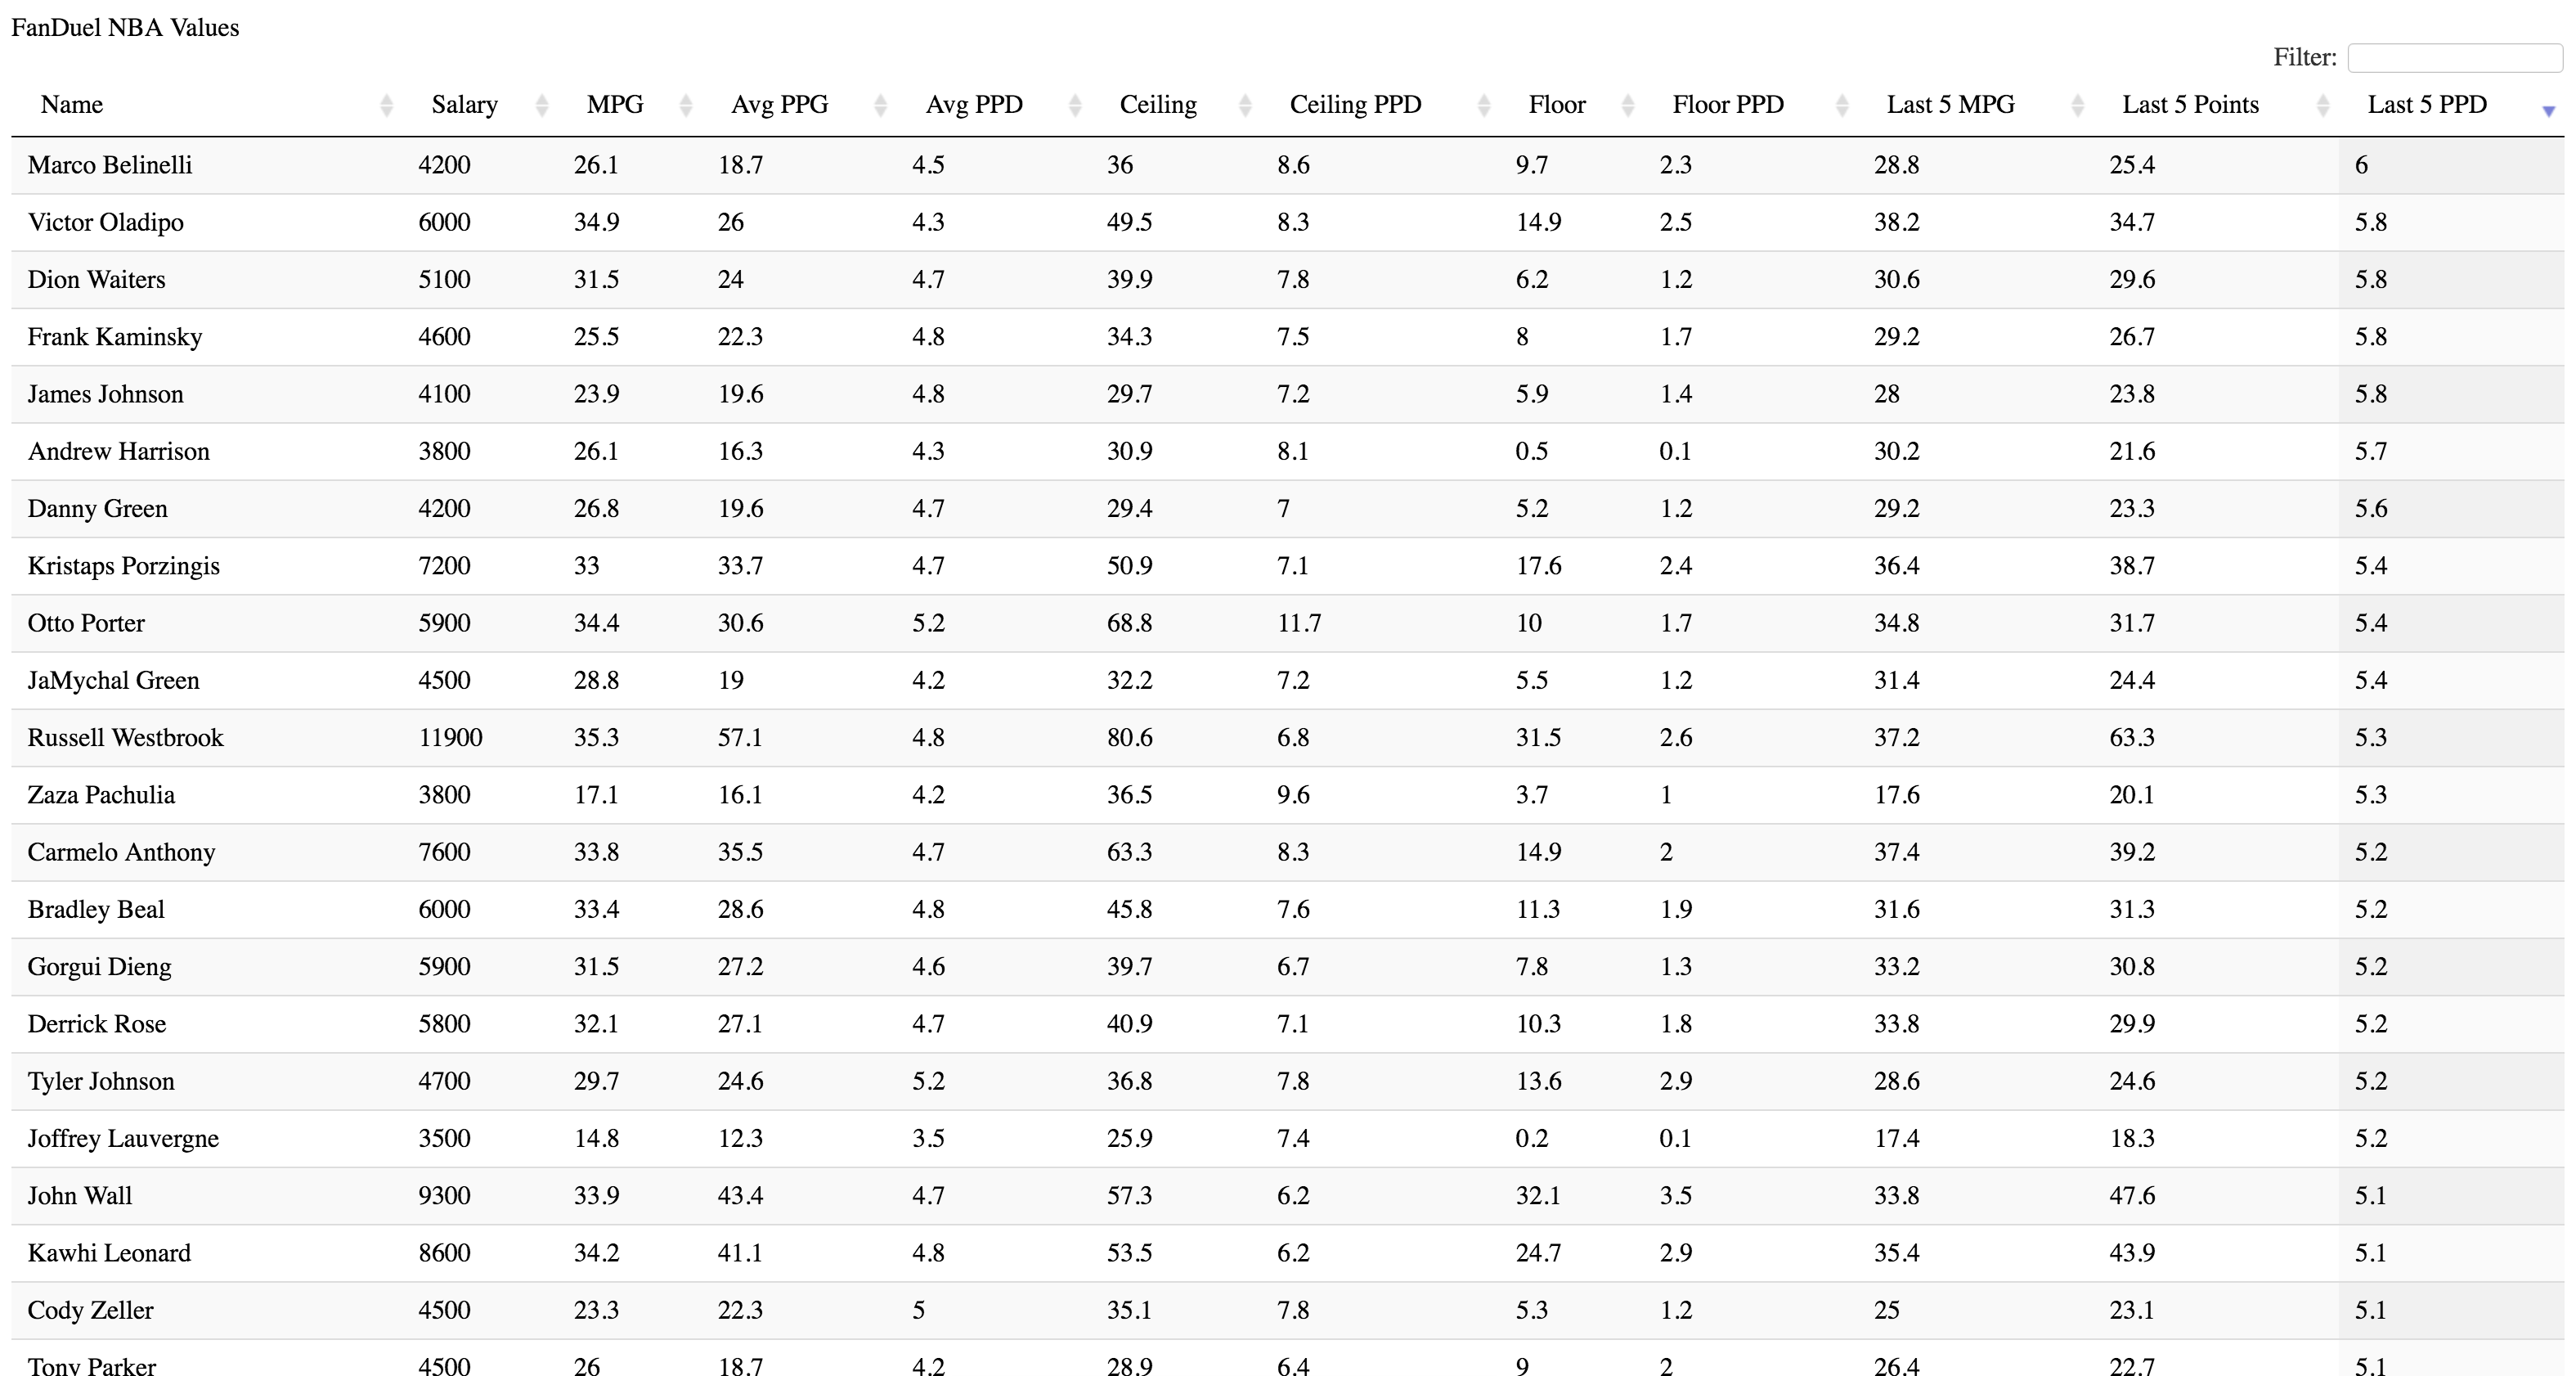 FanDuel NBA Values
Filter:
Name Salary MPG Avg PPG Avg PPD Ceiling Ceiling PPD Floor Floor PPD Last 5 MPG Last 5 Points Last 5 PPD
Marco Belinelli 4200 26.1 18.7 4.5 36 8.6 9.7 2.3 28.8 25.4 6
Victor Oladipo 6000 34.9 26 4.3 49.5 8.3 14.9 2.5 38.2 34.7 5.8
Dion Waiters 5100 31.5 24 4.7 39.9 7.8 6.2 1.2 30.6 29.6 5.8
Frank Kaminsky 4600 25.5 22.3 4.8 34.3 7.5 8 1.7 29.2 26.7 5.8
James Johnson 4100 23.9 19.6 4.8 29.7 7.2 5.9 1.4 28 23.8 5.8
Andrew Harrison 3800 26.1 16.3 4.3 30.9 8.1 0.5 0.1 30.2 21.6 5.7
Danny Green 4200 26.8 19.6 4.7 29.4 7 5.2 1.2 29.2 23.3 5.6
Kristaps Porzingis 7200 33 33.7 4.7 50.9 7.1 17.6 2.4 36.4 38.7 5.4
Otto Porter 5900 34.4 30.6 5.2 68.8 11.7 10 1.7 34.8 31.7 5.4
JaMychal Green 4500 28.8 19 4.2 32.2 7.2 5.5 1.2 31.4 24.4 5.4
Russell Westbrook 11900 35.3 57.1 4.8 80.6 6.8 31.5 2.6 37.2 63.3 5.3
Zaza Pachulia 3800 17.1 16.1 4.2 36.5 9.6 3.7 1 17.6 20.1 5.3
Carmelo Anthony 7600 33.8 35.5 4.7 63.3 8.3 14.9 2 37.4 39.2 5.2
Bradley Beal 6000 33.4 28.6 4.8 45.8 7.6 11.3 1.9 31.6 31.3 5.2
Gorgui Dieng 5900 31.5 27.2 4.6 39.7 6.7 7.8 1.3 33.2 30.8 5.2
Derrick Rose 5800 32.1 27.1 4.7 40.9 7.1 10.3 1.8 33.8 29.9 5.2
Tyler Johnson 4700 29.7 24.6 5.2 36.8 7.8 13.6 2.9 28.6 24.6 5.2
Joffrey Lauvergne 3500 14.8 12.3 3.5 25.9 7.4 0.2 0.1 17.4 18.3 5.2
John Wall 9300 33.9 43.4 4.7 57.3 6.2 32.1 3.5 33.8 47.6 5.1
Kawhi Leonard 8600 34.2 41.1 4.8 53.5 6.2 24.7 2.9 35.4 43.9 5.1
Cody Zeller 4500 23.3 22.3 5 35.1 7.8 5.3 1.2 25 23.1 5.1
Tony Parker 4500 26 18.7 4.2 28.9 6.4 9 2 26.4 22.7 5.1